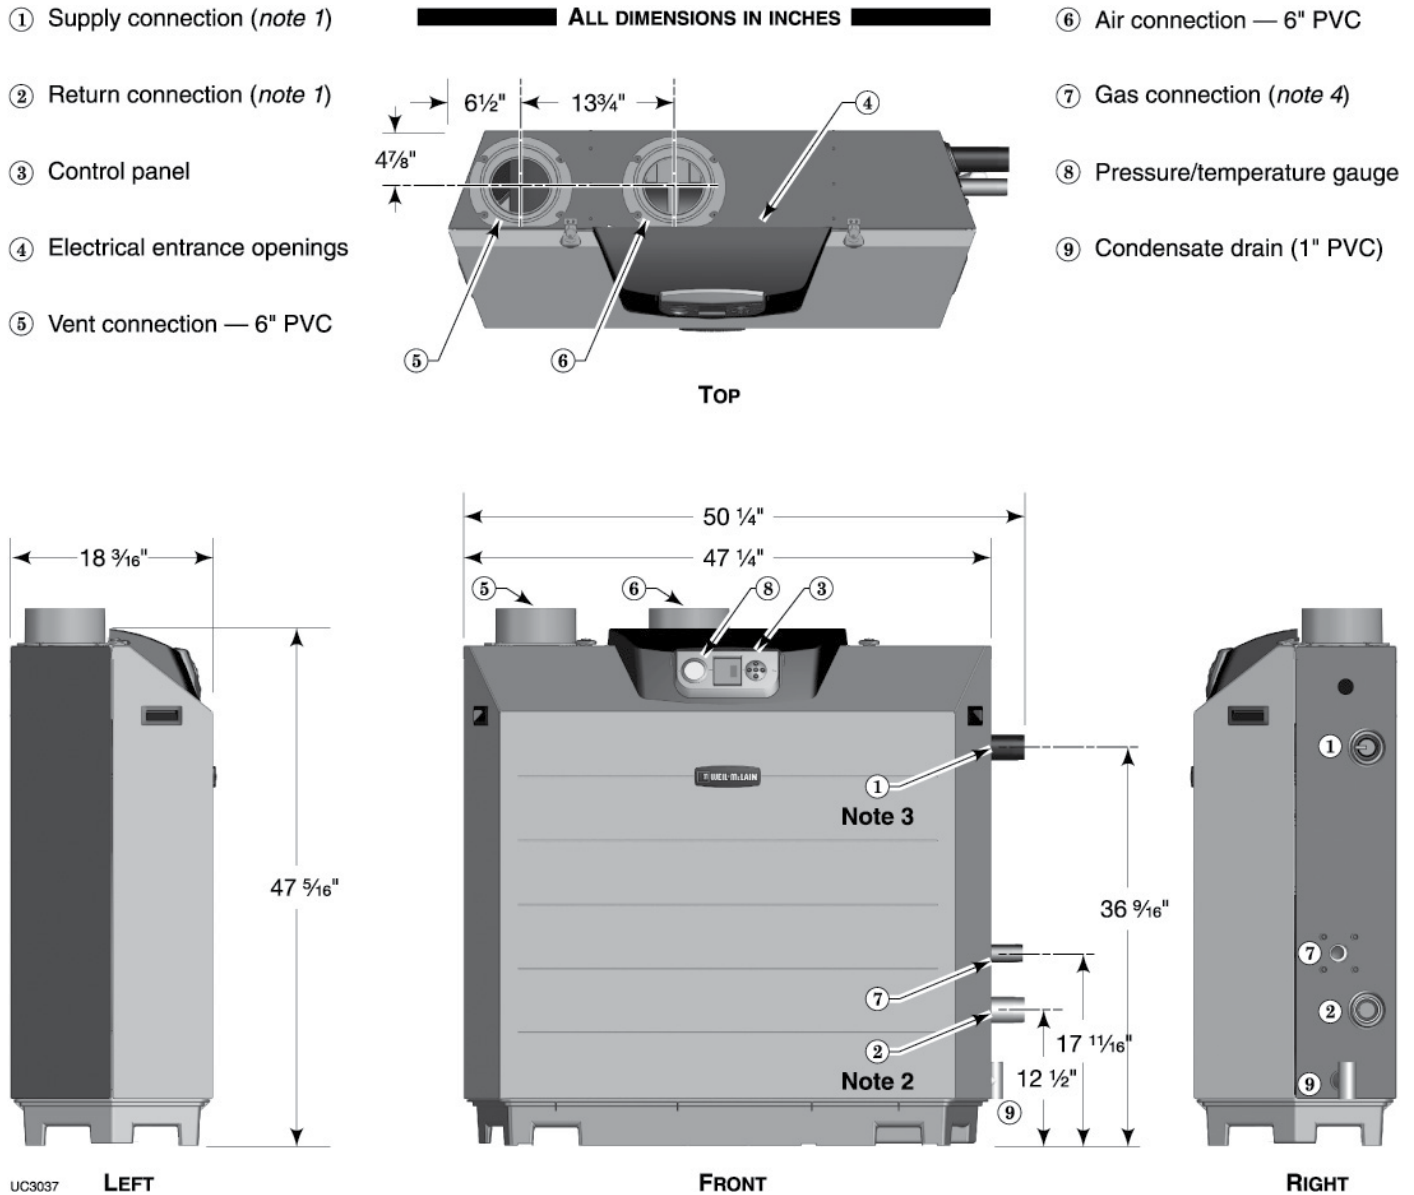 ① Supply connection (note 1)
② Return connection (note 1)
③ Control panel
④ Electrical entrance openings
⑤ Vent connection — 6" PVC
ALL DIMENSIONS IN INCHES
⑥ Air connection — 6" PVC
⑦ Gas connection (note 4)
⑧ Pressure/temperature gauge
⑨ Condensate drain (1" PVC)
6½" 13¾" ④
4⅞"
⑤ ⑥
TOP
50 ¼"
18 3⁄16" 47 ¼"
⑤ ⑥ ⑧ ③
WEIL-McLAIN
①
①
Note 3
47 5⁄16"
36 9⁄16"
⑦
⑦
②
②
17 11⁄16"
Note 2
12 ½"
⑨
⑨
UC3037 LEFT FRONT RIGHT